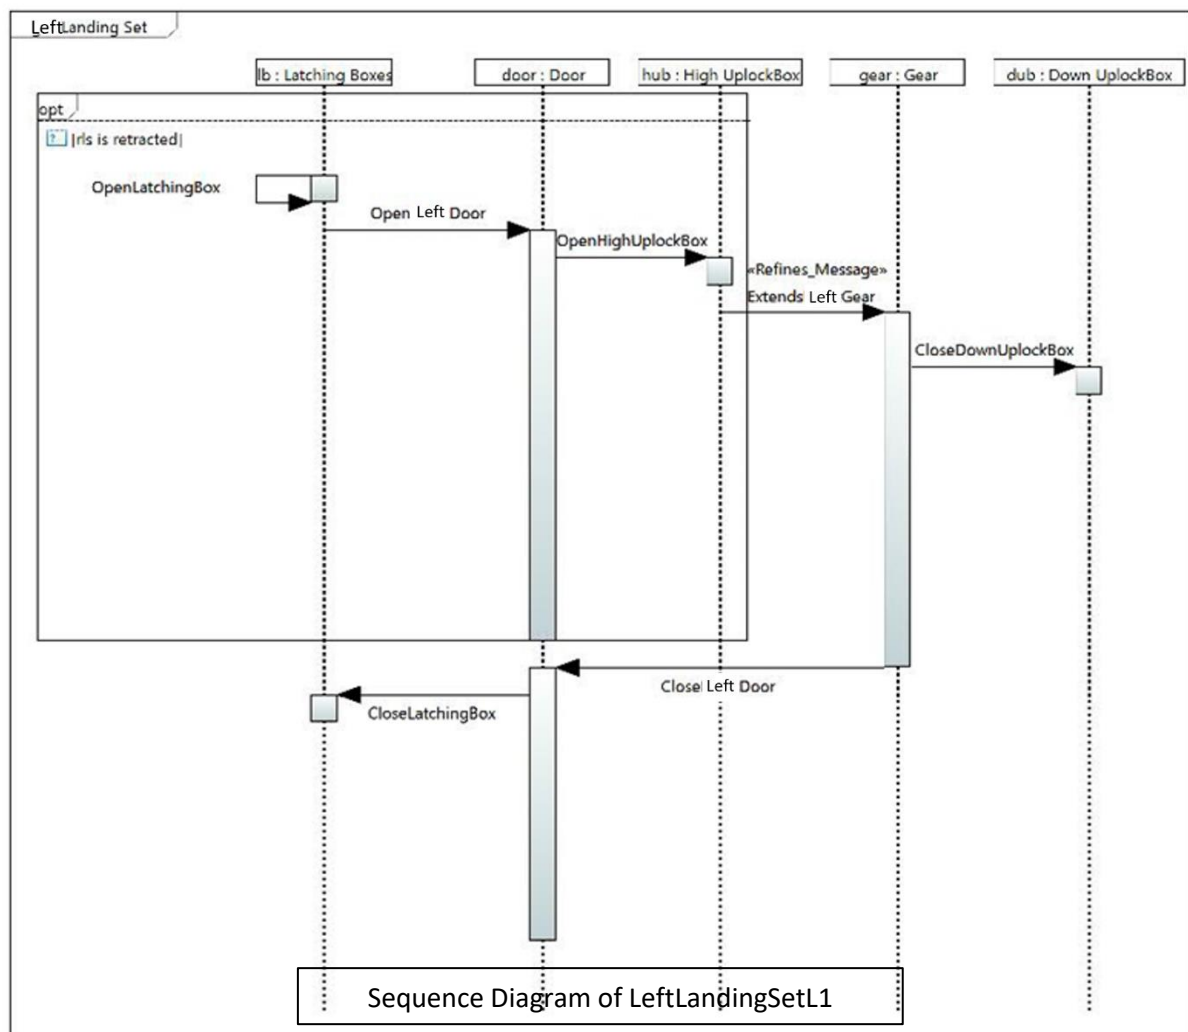 LeftLanding Set
lb : Latching Boxes
door : Door
hub : High UplockBox
gear : Gear
dub : Down UplockBox
opt
|rls is retracted|
OpenLatchingBox
Open Left Door
OpenHighUplockBox
«Refines_Message»
Extends Left Gear
CloseDownUplockBox
Close Left Door
CloseLatchingBox
Sequence Diagram of LeftLandingSetL1